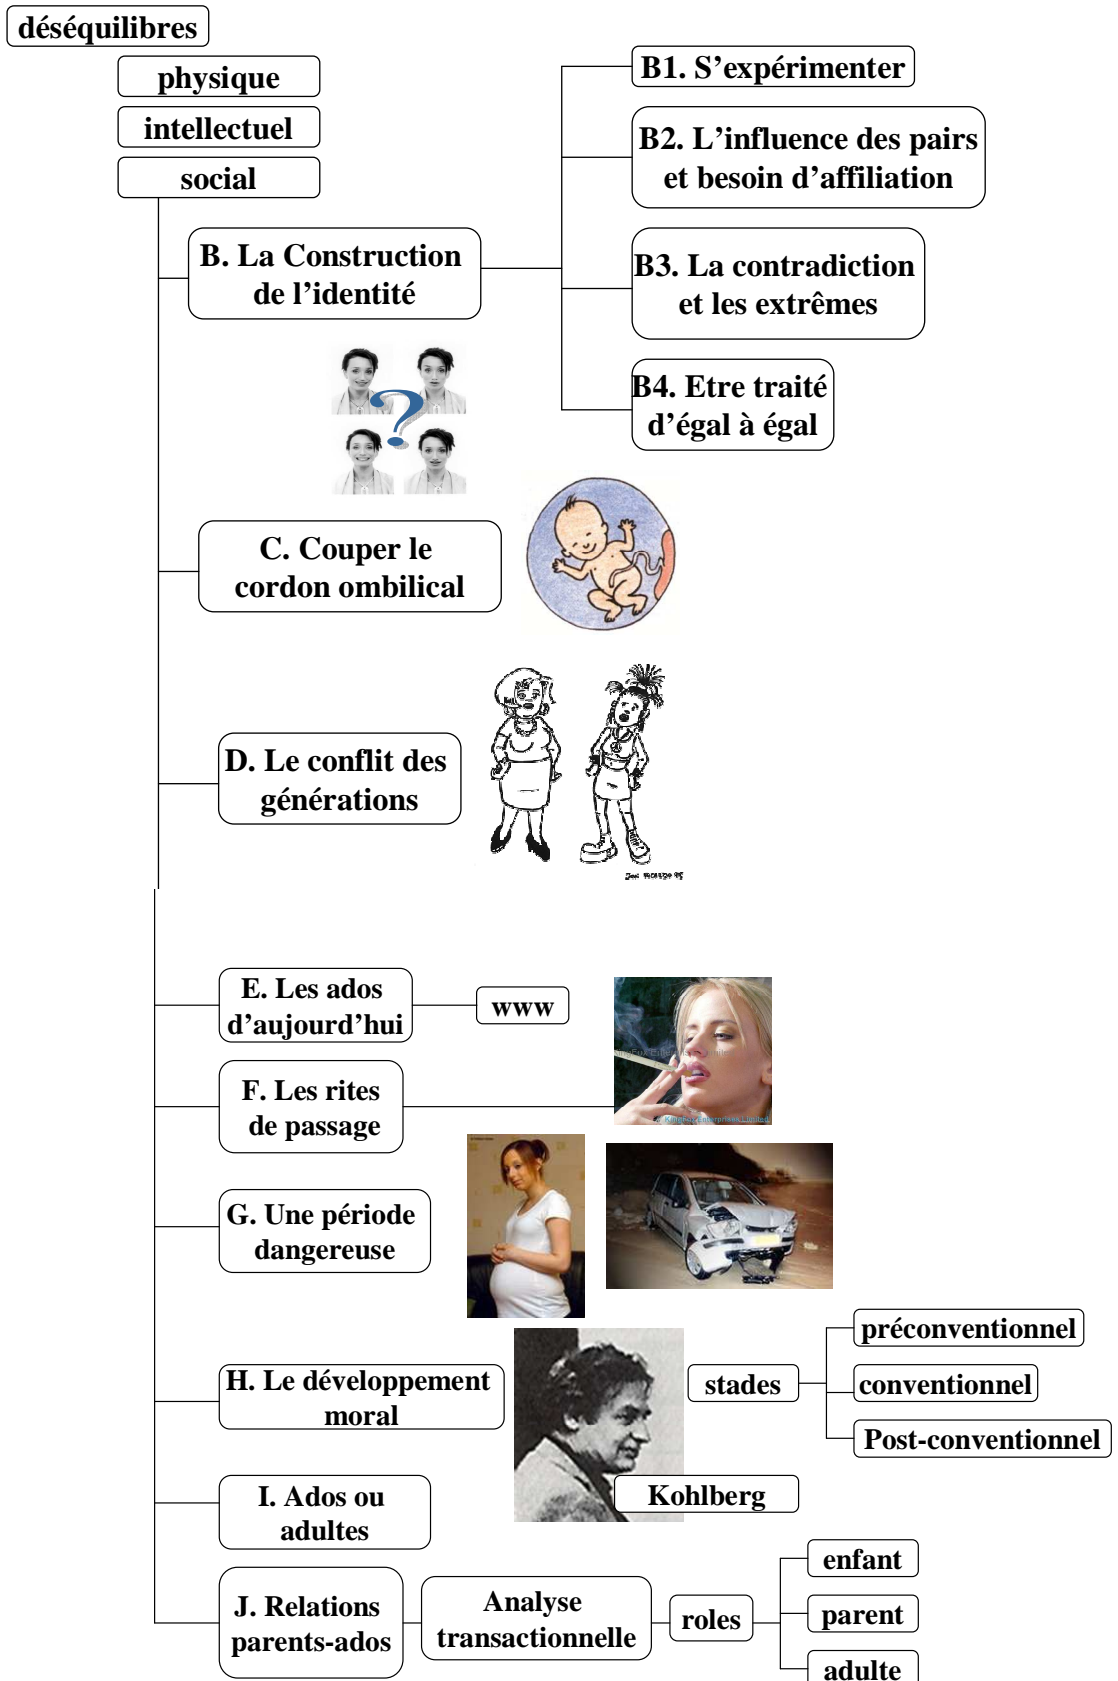 déséquilibres
physique
intellectuel
social
B. La Construction
de l’identité
B1. S’expérimenter
B2. L’influence des pairs
et besoin d’affiliation
B3. La contradiction
et les extrêmes
B4. Etre traité
d’égal à égal
?
C. Couper le
cordon ombilical
D. Le conflit des
générations
E. Les ados
d’aujourd’hui
www
F. Les rites
de passage
G. Une période
dangereuse
H. Le développement
moral
Kohlberg
stades
préconventionnel
conventionnel
Post-conventionnel
I. Ados ou
adultes
J. Relations
parents-ados
Analyse
transactionnelle
roles
enfant
parent
adulte